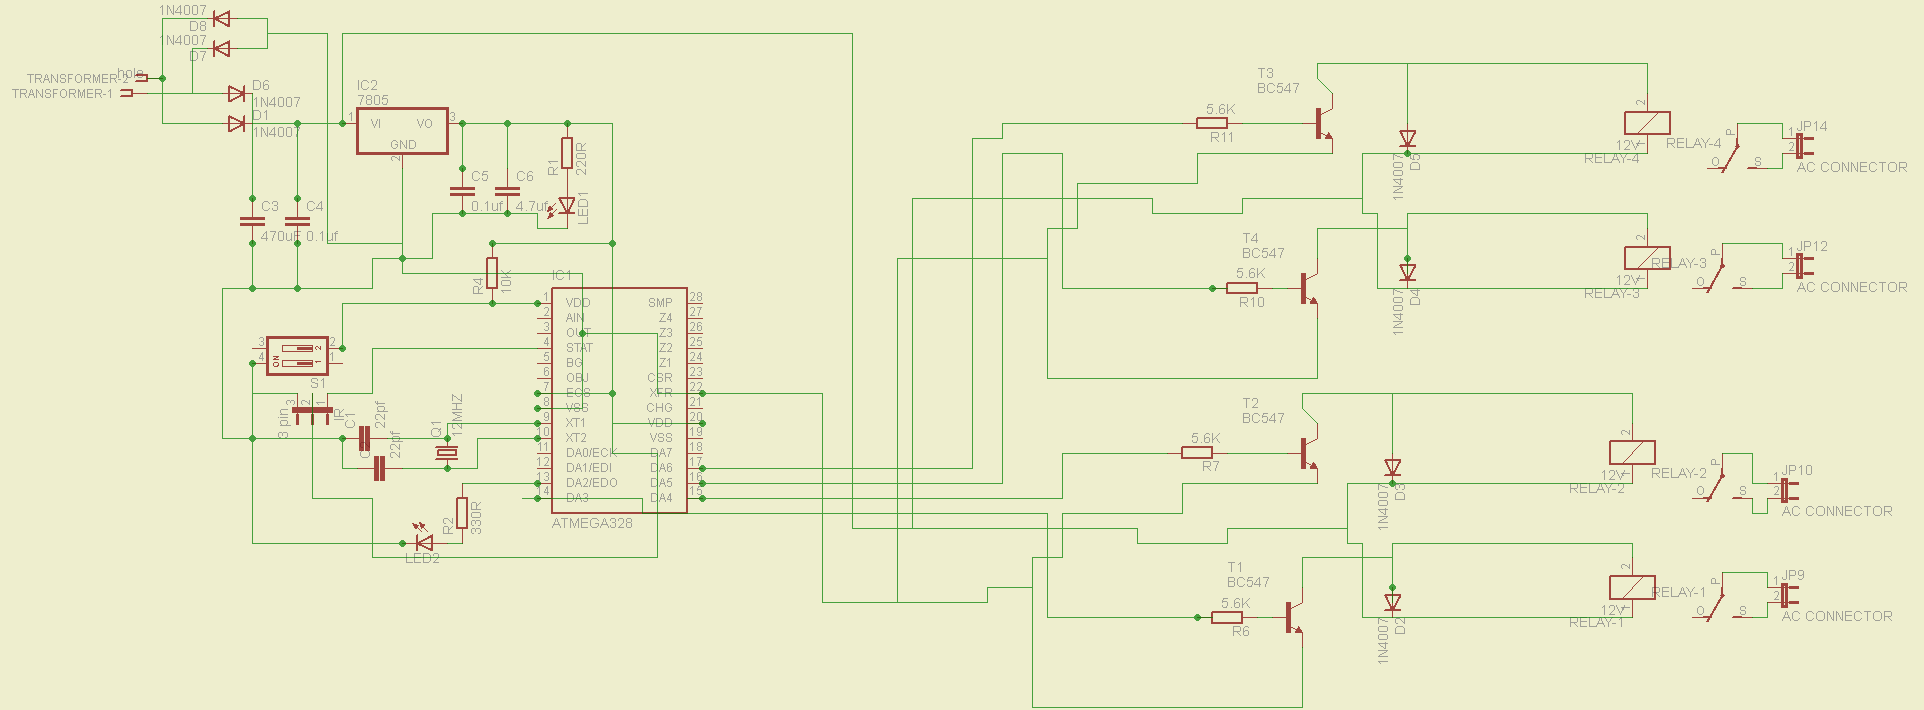 1N4007
D8
1N4007
D7
hole
TRANSFORMER-2
TRANSFORMER-1
D6
1N4007
D1
1N4007
IC2
7805
1
VI
VO
3
GND
2
C3
470uF
C4
0.1uf
C5
0.1uf
C6
4.7uf
R1
220R
LED1
R4
10K
IC1
1
VDD
2
AIN
3
OUT
4
STAT
5
BG
6
OBJ
7
ECS
8
VSS
9
XT1
10
XT2
11
DA0/ECK
12
DA1/EDI
13
DA2/EDO
14
DA3
SMP
28
Z4
27
Z3
26
Z2
25
Z1
24
CSR
23
XFR
22
CHG
21
VDD
20
VSS
19
DA7
18
DA6
17
DA5
16
DA4
15
ATMEGA328
3
4
ON
2
1
2
1
S1
3 pin
3
2
1
IR
C1
22pf
22pf
Q1
12MHZ
R2
330R
LED2
T3
BC547
5.6K
R11
1N4007
D5
2
12V
1
RELAY-4
RELAY-4
P
O
S
JP14
1
2
AC CONNECTOR
T4
BC547
5.6K
R10
1N4007
D4
2
12V
1
RELAY-3
RELAY-3
P
O
S
JP12
1
2
AC CONNECTOR
T2
BC547
5.6K
R7
1N4007
D3
2
12V
1
RELAY-2
RELAY-2
P
O
S
JP10
1
2
AC CONNECTOR
T1
BC547
5.6K
R6
1N4007
D2
2
12V
1
RELAY-1
RELAY-1
P
O
S
JP9
1
2
AC CONNECTOR